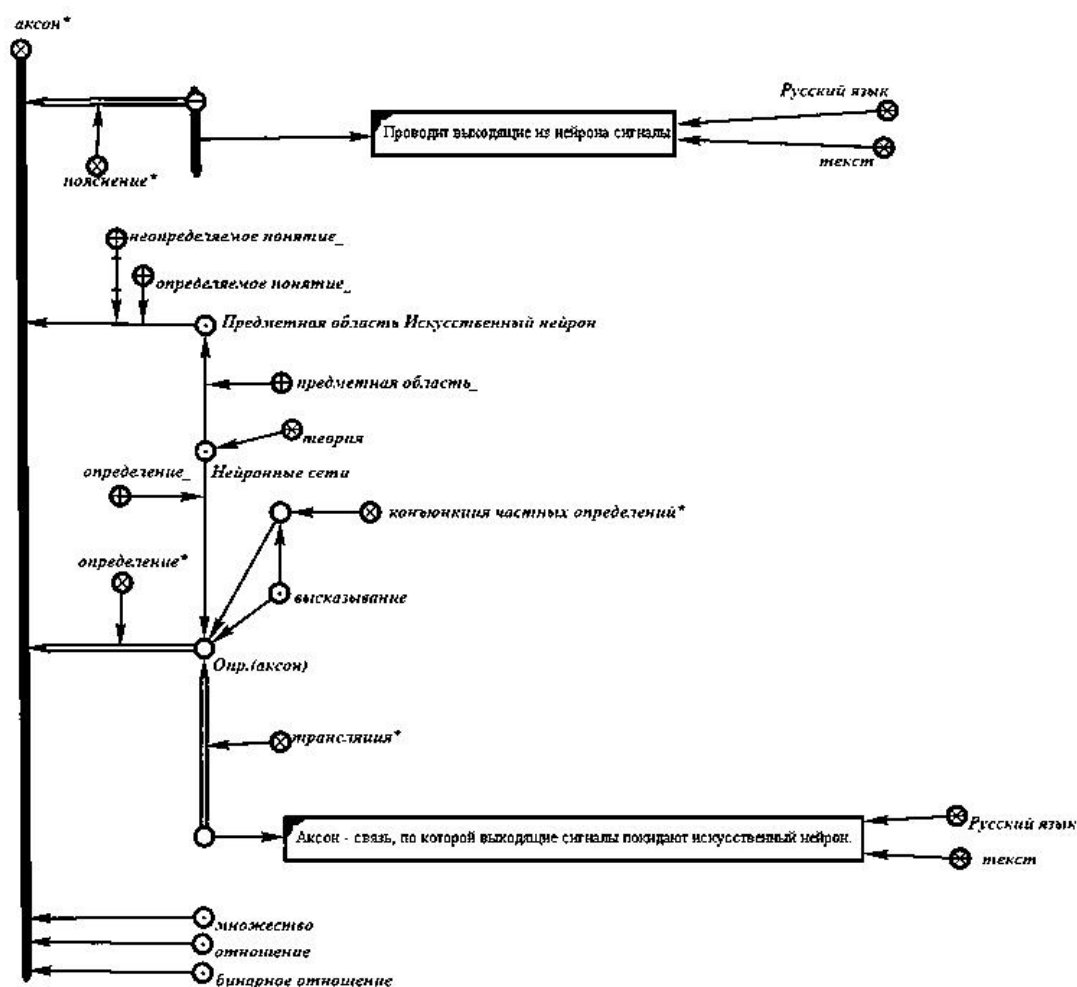 аксон*
Русский язык
Проводит выходящие из нейрона сигналы
текст
пояснение*
неопределяемое понятие_
определяемое понятие_
Предметная область Искусственный нейрон
предметная область_
теория
Нейронные сети
определение_
конъюнкция частных определений*
определение*
высказывание
Опр.(аксон)
трансляция*
Русский язык
Аксон - связь, по которой выходящие сигналы покидают искусственный нейрон.
текст
множество
отношение
бинарное отношение